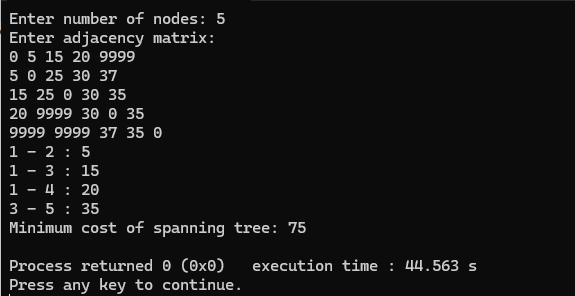 Enter number of nodes: 5
Enter adjacency matrix:
0 5 15 20 9999
5 0 25 30 37
15 25 0 30 35
20 9999 30 0 35
9999 9999 37 35 0
1 - 2 : 5
1 - 3 : 15
1 - 4 : 20
3 - 5 : 35
Minimum cost of spanning tree: 75
Process returned 0 (0x0)   execution time : 44.563 s
Press any key to continue.